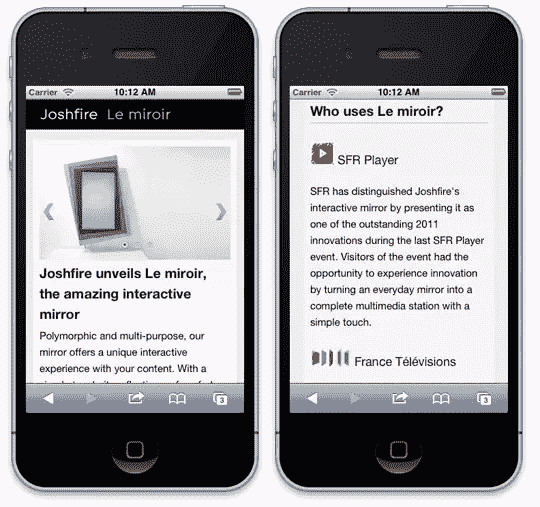 Carrier 10:12 AM
Joshfire Le miroir
Joshfire unveils Le miroir,
the amazing interactive
mirror
Polymorphic and multi-purpose, our
mirror offers a unique interactive
experience with your content. With a
3
Carrier 10:12 AM
Who uses Le miroir?
SFR Player
SFR has distinguished Joshfire's
interactive mirror by presenting it as
one of the outstanding 2011
innovations during the last SFR Player
event. Visitors of the event had the
opportunity to experience innovation
by turning an everyday mirror into a
complete multimedia station with a
simple touch.
France Télévisions
3